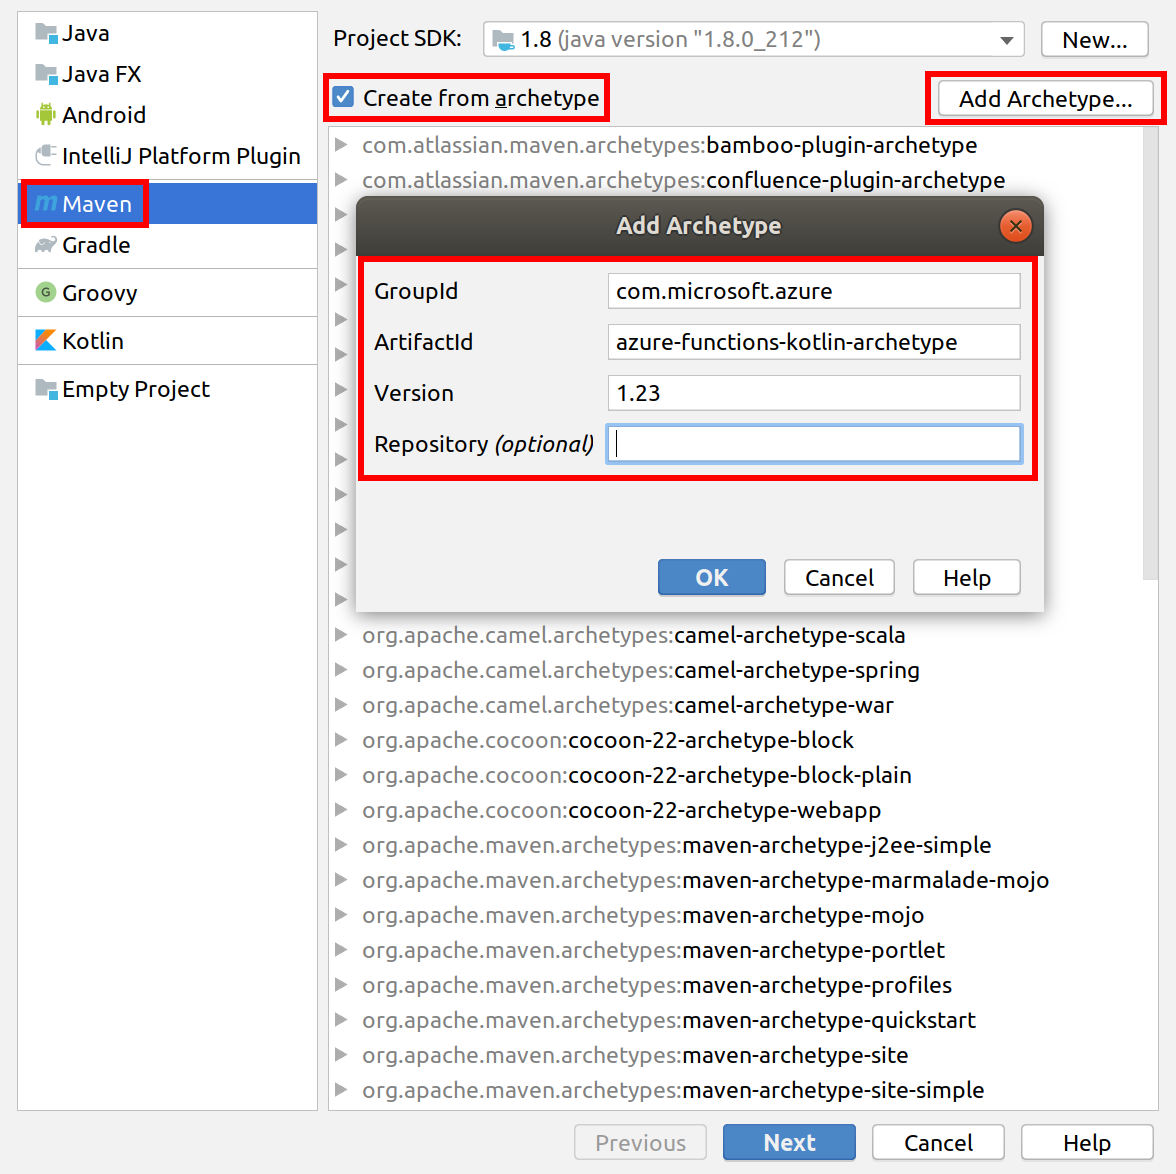 Java
Java FX
Android
IntelliJ Platform Plugin
Maven
Gradle
Groovy
Kotlin
Empty Project
Project SDK: 1.8 (java version "1.8.0_212") New...
Create from archetype Add Archetype...
com.atlassian.maven.archetypes:bamboo-plugin-archetype
com.atlassian.maven.archetypes:confluence-plugin-archetype
Add Archetype
GroupId com.microsoft.azure
ArtifactId azure-functions-kotlin-archetype
Version 1.23
Repository (optional)
OK Cancel Help
org.apache.camel.archetypes:camel-archetype-scala
org.apache.camel.archetypes:camel-archetype-spring
org.apache.camel.archetypes:camel-archetype-war
org.apache.cocoon:cocoon-22-archetype-block
org.apache.cocoon:cocoon-22-archetype-block-plain
org.apache.cocoon:cocoon-22-archetype-webapp
org.apache.maven.archetypes:maven-archetype-j2ee-simple
org.apache.maven.archetypes:maven-archetype-marmalade-mojo
org.apache.maven.archetypes:maven-archetype-mojo
org.apache.maven.archetypes:maven-archetype-portlet
org.apache.maven.archetypes:maven-archetype-profiles
org.apache.maven.archetypes:maven-archetype-quickstart
org.apache.maven.archetypes:maven-archetype-site
org.apache.maven.archetypes:maven-archetype-site-simple
Previous Next Cancel Help